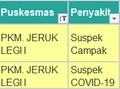 Puskesmas Penyakit
PKM. JERUK Suspek
LEGI I Campak
PKM. JERUK Suspek
LEGI I COVID-19